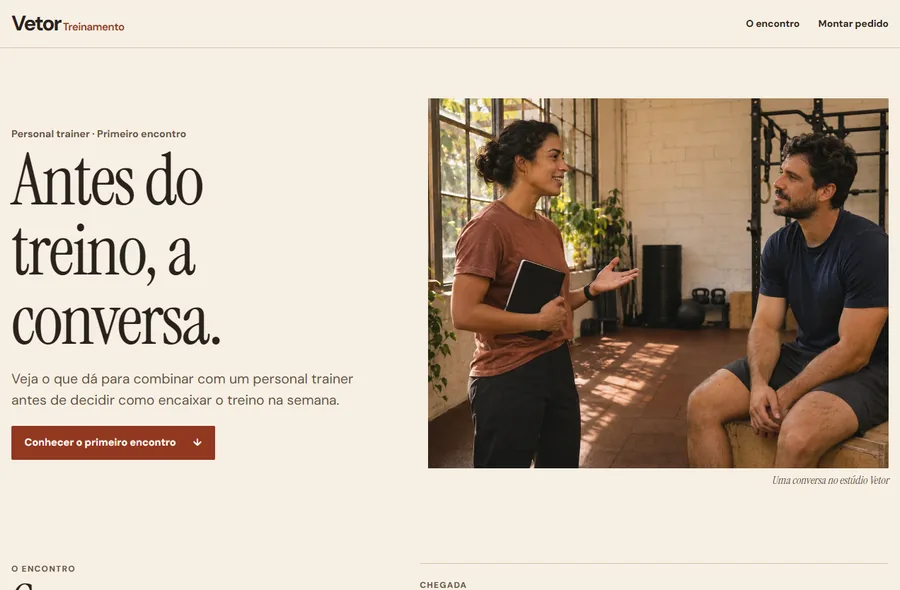 Vetor Treinamento
O encontro
Montar pedido
Personal trainer · Primeiro encontro
Antes do
treino, a
conversa.
Veja o que dá para combinar com um personal trainer
antes de decidir como encaixar o treino na semana.
Conhecer o primeiro encontro ↓
Uma conversa no estúdio Vetor
O ENCONTRO
CHEGADA